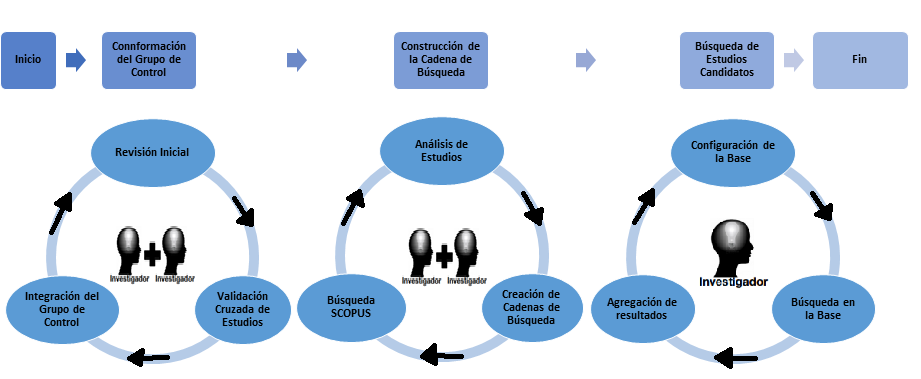 Inicio
Connformación
del Grupo de
Control
Construcción de
la Cadena de
Búsqueda
Búsqueda de
Estudios
Candidatos
Fin
Revisión Inicial
Investigador Investigador
Integración del
Grupo de
Control
Validación
Cruzada de
Estudios
Análisis de
Estudios
Investigador Investigador
Búsqueda
SCOPUS
Creación de
Cadenas de
Búsqueda
Configuración de
la Base
Investigador
Agregación de
resultados
Búsqueda en
la Base